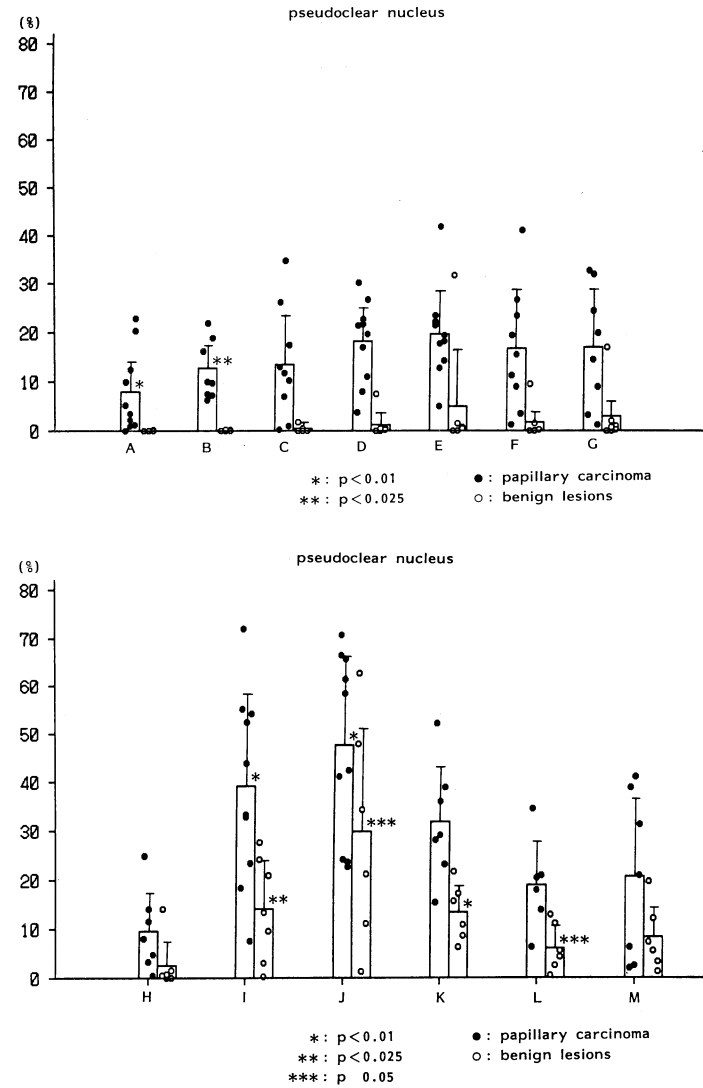 pseudoclear nucleus
(%)
80
70
60
50
40
30
20
10
0
* **
A B C D E F G
* : p<0.01 ● : papillary carcinoma
** : p<0.025 ○ : benign lesions
pseudoclear nucleus
(%)
80
70
60
50
40
30
20
10
0
* ** * *** * ***
H I J K L M
* : p<0.01 ● : papillary carcinoma
** : p<0.025 ○ : benign lesions
*** : p 0.05